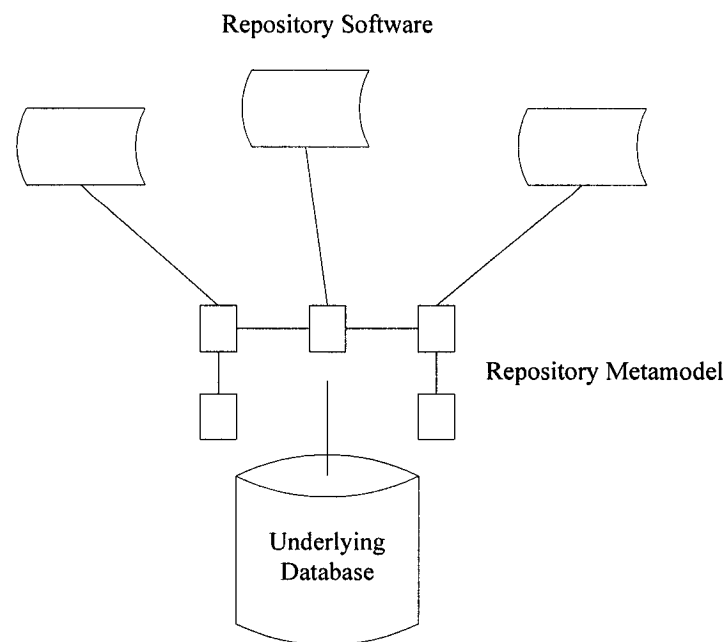 Repository Software
Repository Metamodel
Underlying
Database